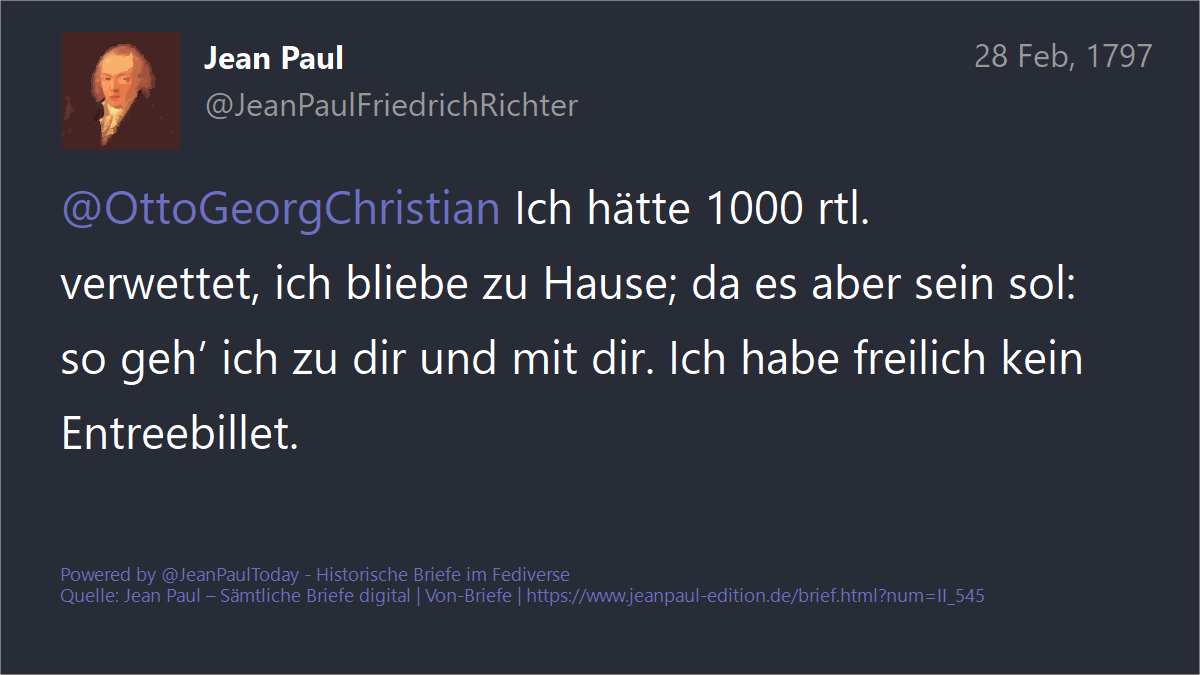 Jean Paul
28 Feb, 1797
@JeanPaulFriedrichRichter
@OttoGeorgChristian Ich hätte 1000 rtl.
verwettet, ich bliebe zu Hause; da es aber sein sol:
so geh’ ich zu dir und mit dir. Ich habe freilich kein
Entreebillet.
Powered by @JeanPaulToday - Historische Briefe im Fediverse
Quelle: Jean Paul – Sämtliche Briefe digital | Von-Briefe | https://www.jeanpaul-edition.de/brief.html?num=II_545